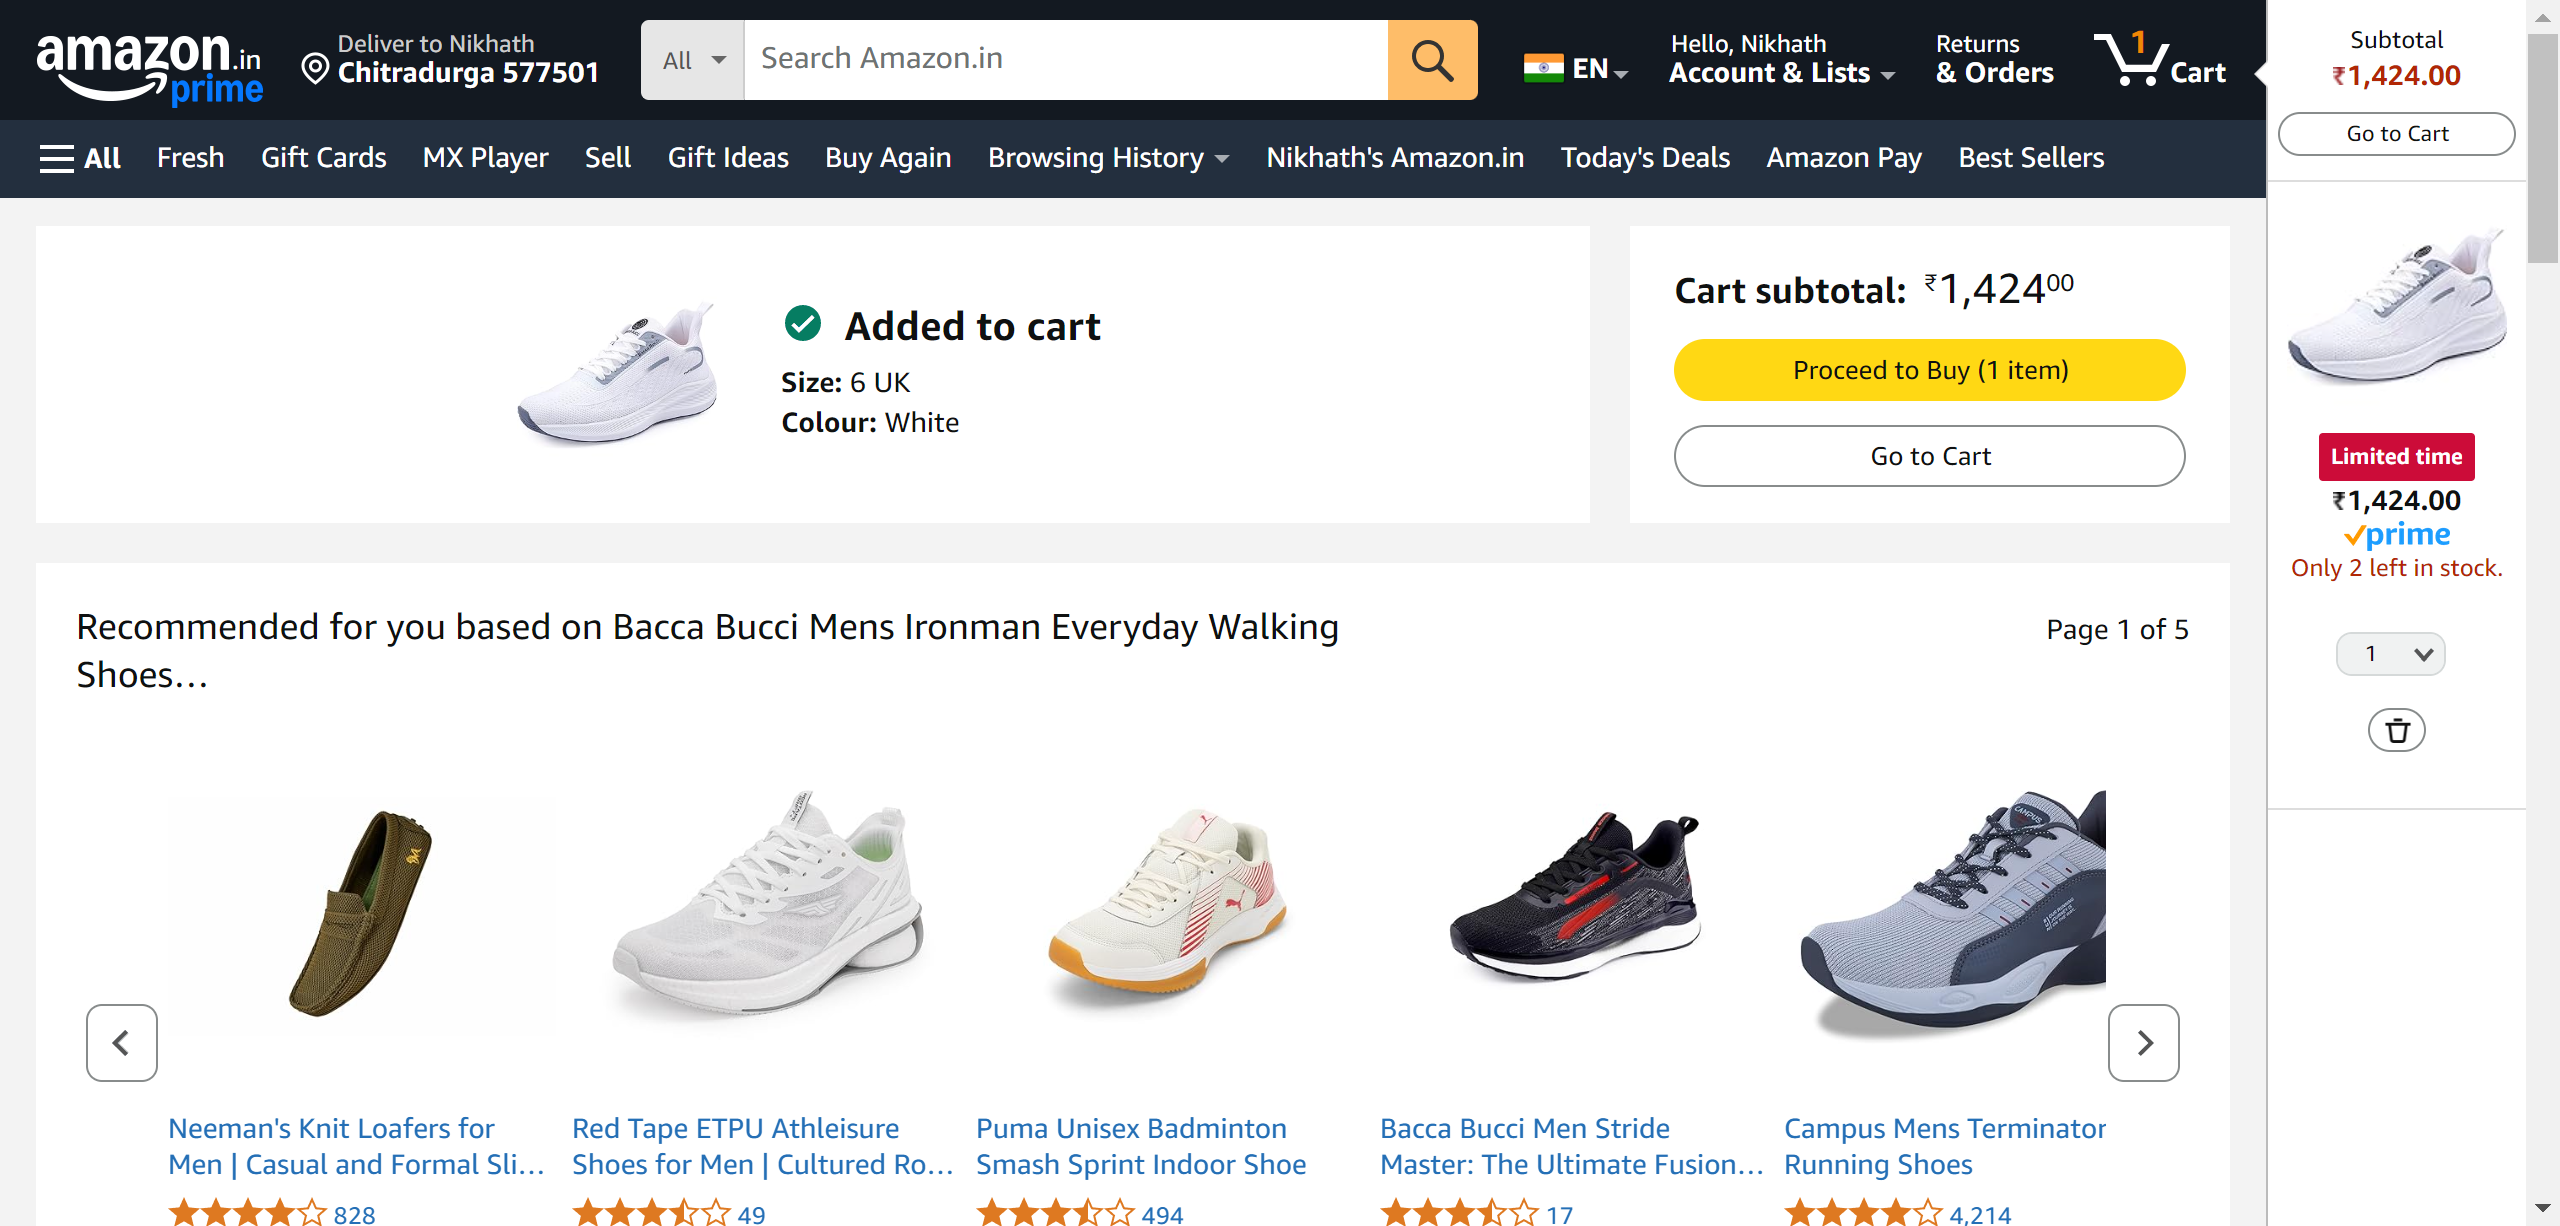 amazon.in
prime
Deliver to Nikhath
Chitradurga 577501
All
Search Amazon.in
EN
Hello, Nikhath
Account & Lists
Returns
& Orders
1
Cart
Subtotal
₹1,424.00
Go to Cart
All
Fresh
Gift Cards
MX Player
Sell
Gift Ideas
Buy Again
Browsing History
Nikhath's Amazon.in
Today's Deals
Amazon Pay
Best Sellers
Added to cart
Size: 6 UK
Colour: White
Cart subtotal: ₹1,42400
Proceed to Buy (1 item)
Go to Cart
Limited time
₹1,424.00
prime
Only 2 left in stock.
1
Recommended for you based on Bacca Bucci Mens Ironman Everyday Walking
Shoes…
Page 1 of 5
CAMPUS
Neeman's Knit Loafers for
Men | Casual and Formal Sli…
828
Red Tape ETPU Athleisure
Shoes for Men | Cultured Ro…
49
Puma Unisex Badminton
Smash Sprint Indoor Shoe
494
Bacca Bucci Men Stride
Master: The Ultimate Fusion…
17
Campus Mens Terminator
Running Shoes
4,214